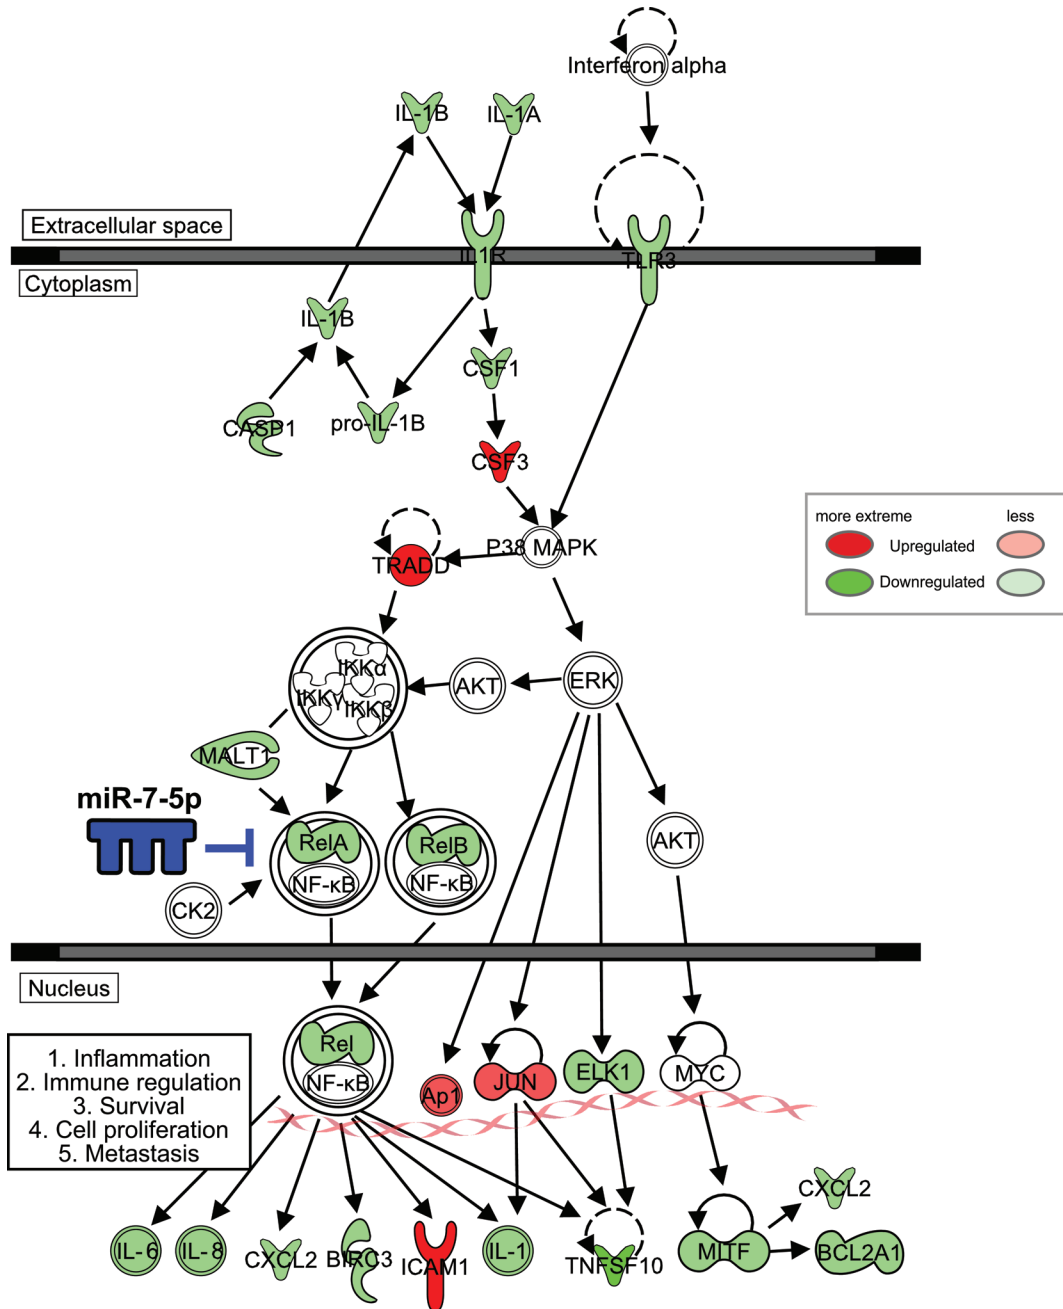 Interferon alpha
IL-1B
IL-1A
Extracellular space
IL1R
TLR3
Cytoplasm
IL-1B
CSF1
CASP1
pro-IL-1B
CSF3
more extreme
less
Upregulated
Downregulated
P38 MAPK
TRADD
IKKα
IKKγ
IKKβ
AKT
ERK
MALT1
miR-7-5p
RelA
NF-κB
RelB
NF-κB
AKT
CK2
Nucleus
Rel
NF-κB
1. Inflammation
2. Immune regulation
3. Survival
4. Cell proliferation
5. Metastasis
Ap1
JUN
ELK1
MYC
CXCL2
IL-6
IL-8
CXCL2
BIRC3
ICAM1
IL-1
TNFSF10
MITF
BCL2A1